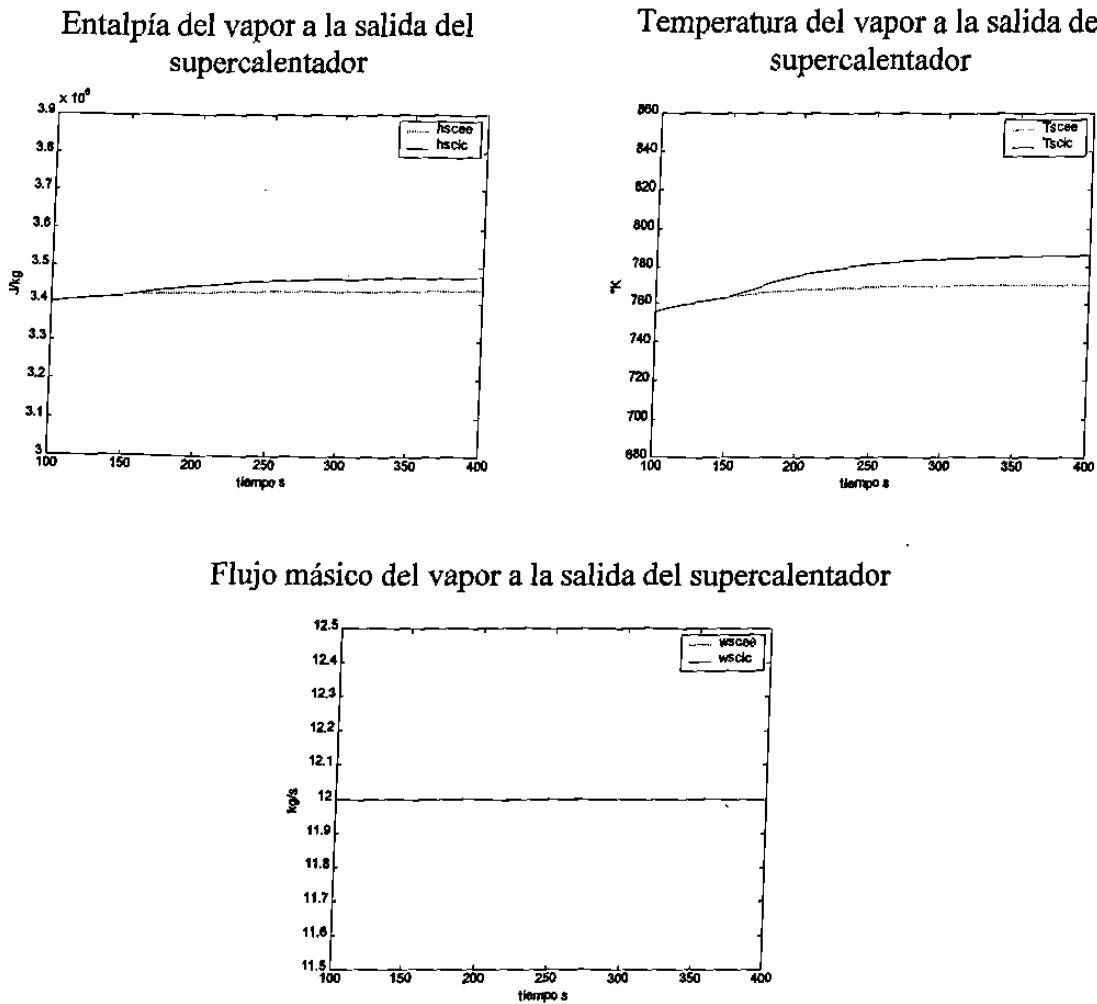 Entalpía del vapor a la salida del
supercalentador
Temperatura del vapor a la salida de
supercalentador
x 10⁶
3.9
3.8
3.7
3.6
3.5
3.4
3.3
3.2
3.1
3
J/kg
hscee
hscic
100 150 200 250 300 350 400
tiempo s
860
840
820
800
780
760
740
720
700
680
°K
Tscee
Tscic
100 150 200 250 300 350 400
tiempo s
Flujo másico del vapor a la salida del supercalentador
12.5
12.4
12.3
12.2
12.1
12
11.9
11.8
11.7
11.6
11.5
kg/s
wscee
wscic
100 150 200 250 300 350 400
tiempo s